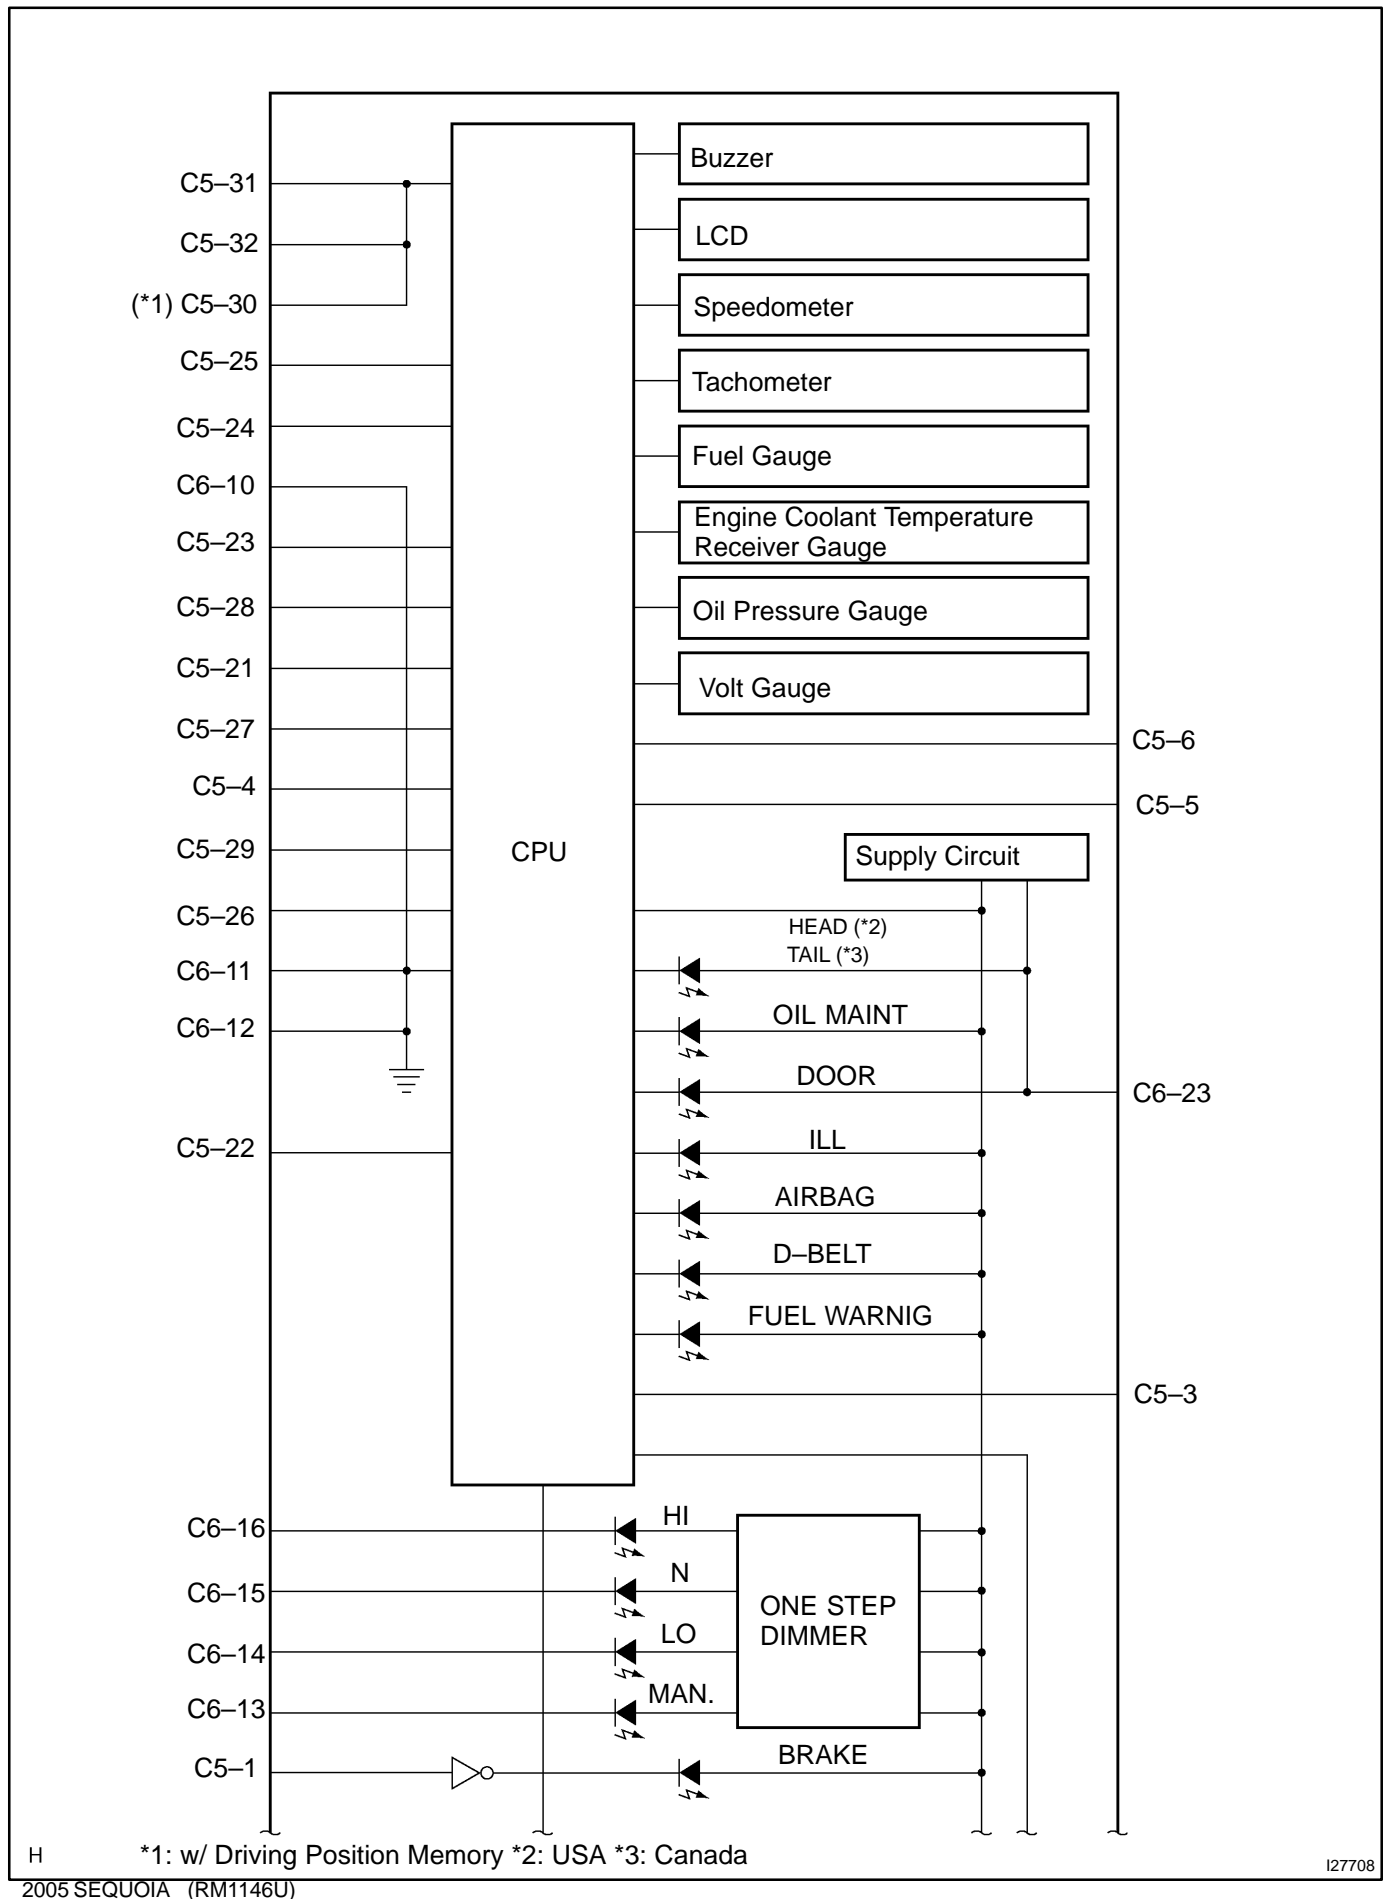 Buzzer
C5–31
LCD
C5–32
(*1) C5–30
Speedometer
C5–25
Tachometer
C5–24
Fuel Gauge
C6–10
Engine Coolant Temperature
Receiver Gauge
C5–23
C5–28
Oil Pressure Gauge
C5–21
Volt Gauge
C5–27
C5–6
C5–4
C5–5
C5–29
CPU
Supply Circuit
C5–26
HEAD (*2)
TAIL (*3)
C6–11
OIL MAINT
C6–12
DOOR
C6–23
C5–22
ILL
AIRBAG
D–BELT
FUEL WARNIG
C5–3
C6–16
HI
C6–15
N
ONE STEP
DIMMER
C6–14
LO
C6–13
MAN.
C5–1
BRAKE
H
*1: w/ Driving Position Memory *2: USA *3: Canada
I27708
2005 SEQUOIA (RM1146U)